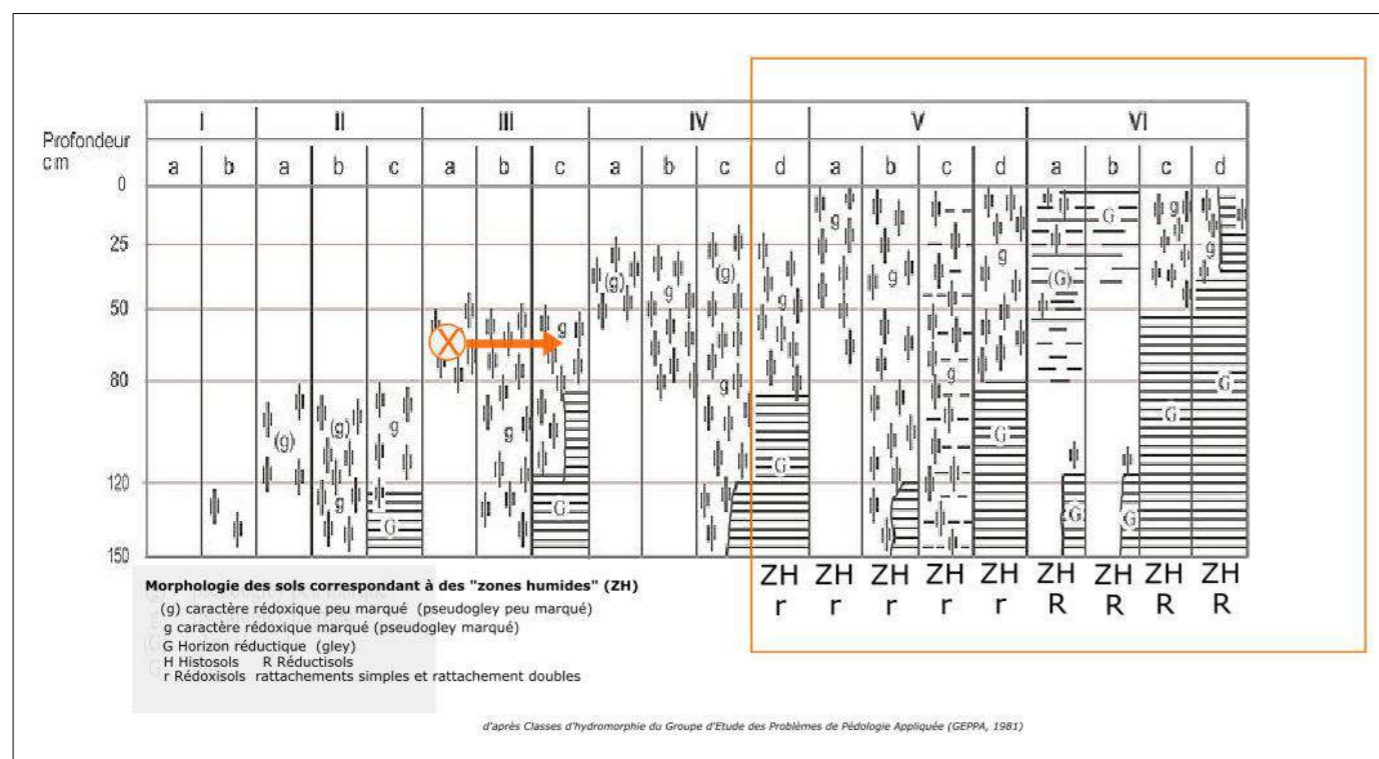 I II III IV V VI
Profondeur
cm
a b a b c a b c a b c d a b c d a b c d
0
25
50
80
120
150
(g) (g) g g G g g G (g) (g) g (g) g g G g g g g G (G) G G G g G g G
X
ZH ZH ZH ZH ZH ZH ZH ZH ZH
r r r r r R R R R
Morphologie des sols correspondant à des "zones humides" (ZH)
(g) caractère rédoxique peu marqué (pseudogley peu marqué)
g caractère rédoxique marqué (pseudogley marqué)
G Horizon réductique (gley)
H Histosols R Réductisols
r Rédoxisols rattachements simples et rattachement doubles
d'après Classes d'hydromorphie du Groupe d'Etude des Problèmes de Pédologie Appliquée (GEPPA, 1981)